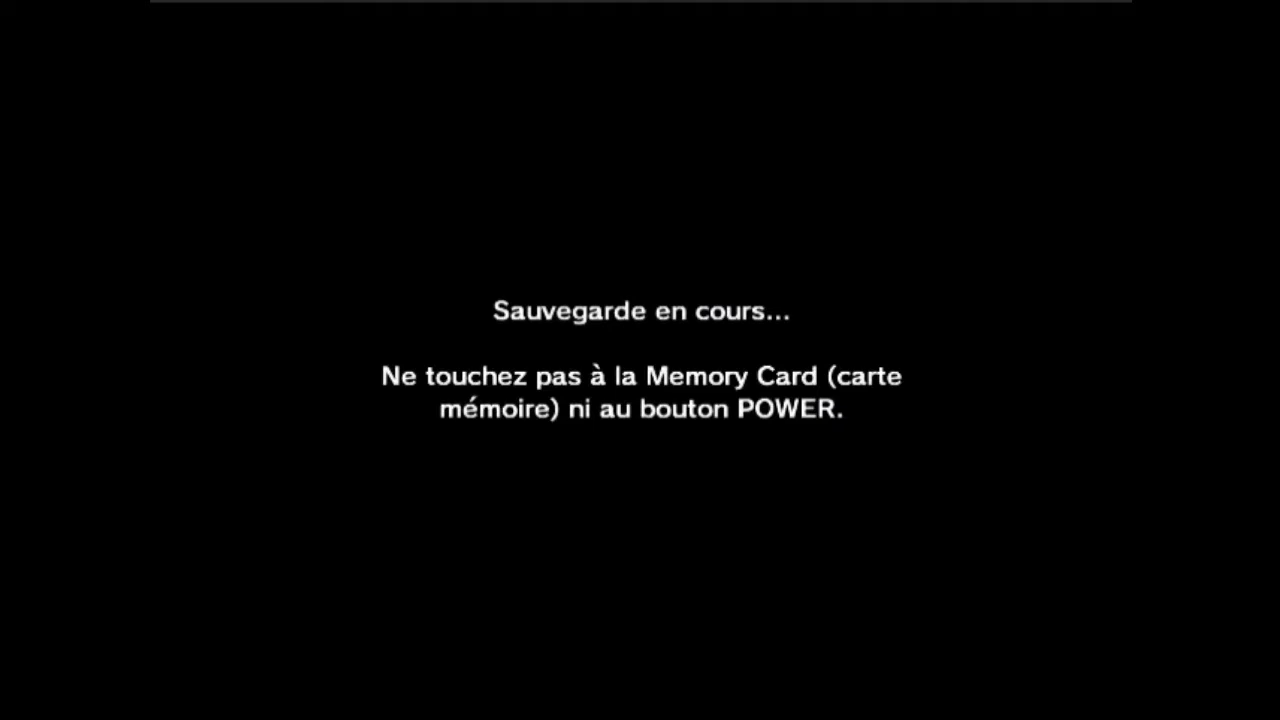 Sauvegarde en cours...
Ne touchez pas à la Memory Card (carte
mémoire) ni au bouton POWER.